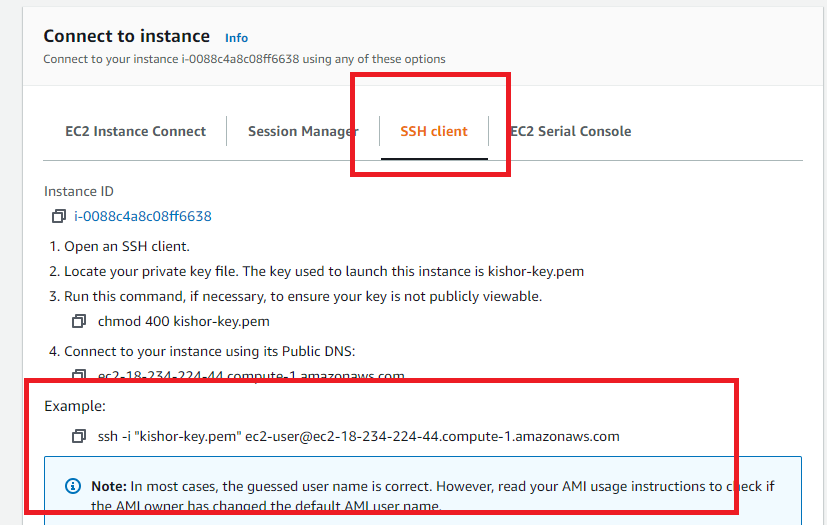 Connect to instance Info
Connect to your instance i-0088c4a8c08ff6638 using any of these options
EC2 Instance Connect Session Manager SSH client EC2 Serial Console
Instance ID
i-0088c4a8c08ff6638
1. Open an SSH client.
2. Locate your private key file. The key used to launch this instance is kishor-key.pem
3. Run this command, if necessary, to ensure your key is not publicly viewable.
chmod 400 kishor-key.pem
4. Connect to your instance using its Public DNS:
ec2-18-234-224-44.compute-1.amazonaws.com
Example:
ssh -i "kishor-key.pem" ec2-user@ec2-18-234-224-44.compute-1.amazonaws.com
Note: In most cases, the guessed user name is correct. However, read your AMI usage instructions to check if
the AMI owner has changed the default AMI user name.